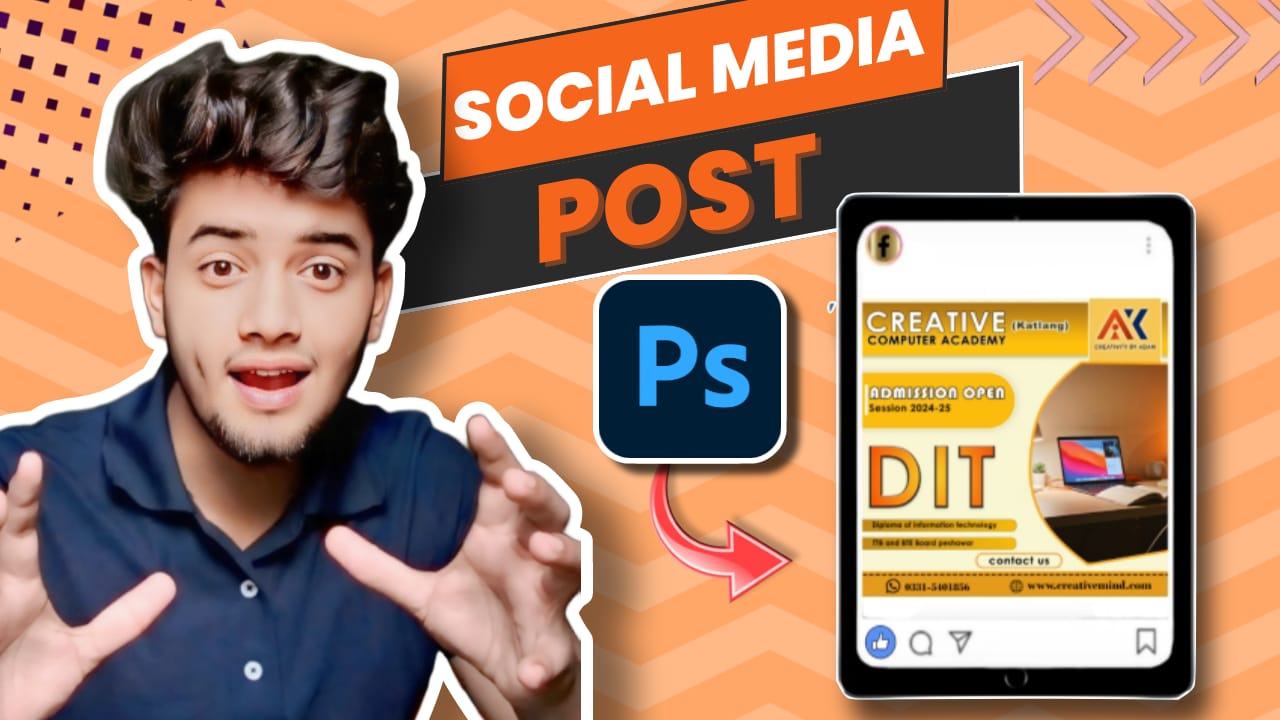 SOCIAL MEDIA
POST
Ps
f
CREATIVE (Katlang)
COMPUTER ACADEMY
AK
CREATIVITY BY ADAM
ADMISSION OPEN
Session 2024-25
DIT
Diploma of information technology
TTB and BTE Board peshawar
contact us
0331-5401856
www.creativemind.com